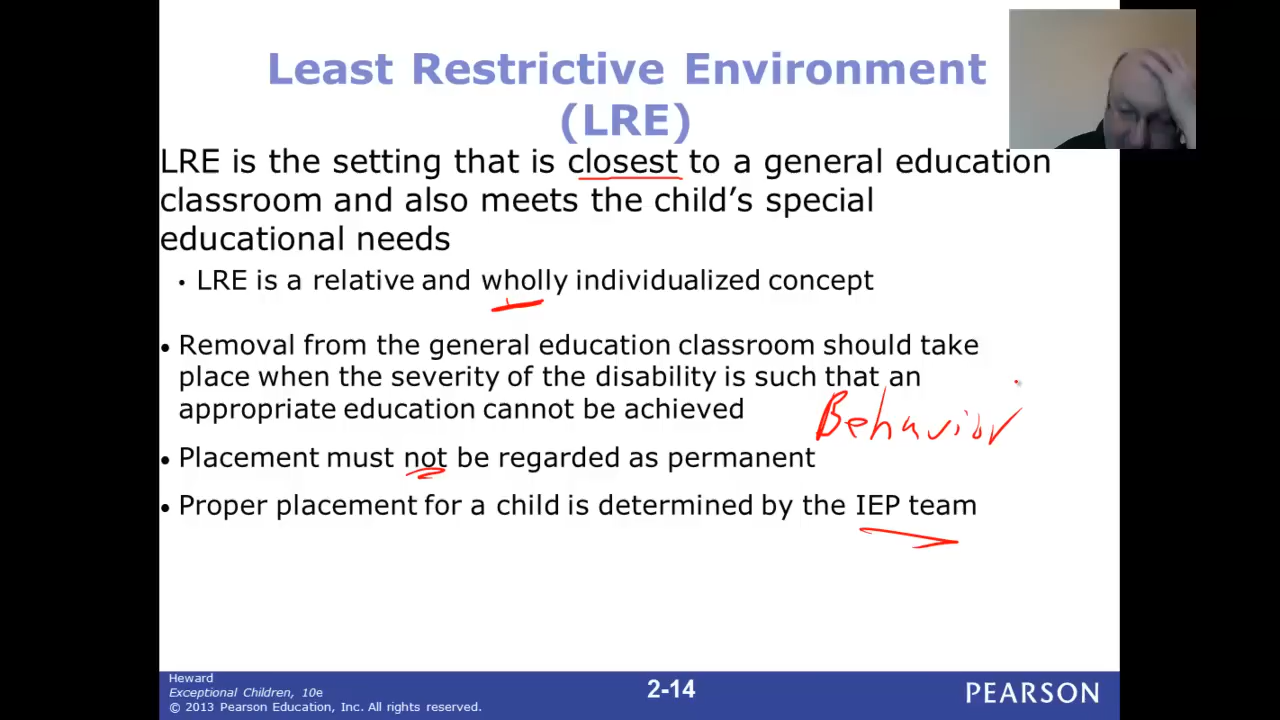 Least Restrictive Environment
(LRE)
LRE is the setting that is closest to a general education
classroom and also meets the child’s special
educational needs
• LRE is a relative and wholly individualized concept
• Removal from the general education classroom should take
place when the severity of the disability is such that an
appropriate education cannot be achieved
Behavior
• Placement must not be regarded as permanent
• Proper placement for a child is determined by the IEP team
Heward
Exceptional Children, 10e
© 2013 Pearson Education, Inc. All rights reserved.
2-14
PEARSON